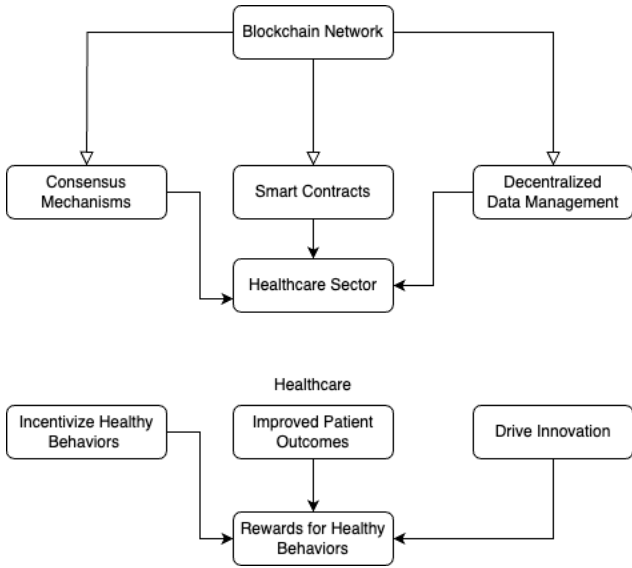 Blockchain Network
Consensus
Mechanisms
Smart Contracts
Decentralized
Data Management
Healthcare Sector
Healthcare
Incentivize Healthy
Behaviors
Improved Patient
Outcomes
Drive Innovation
Rewards for Healthy
Behaviors